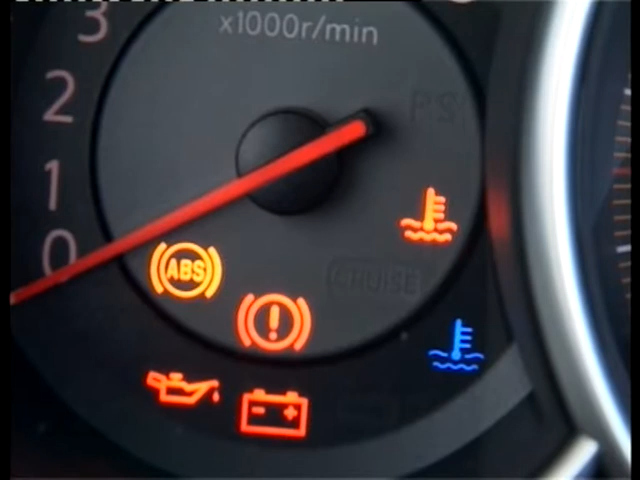 3
x1000r/min
2
PS
1
0
ABS
CRUISE
!
- +